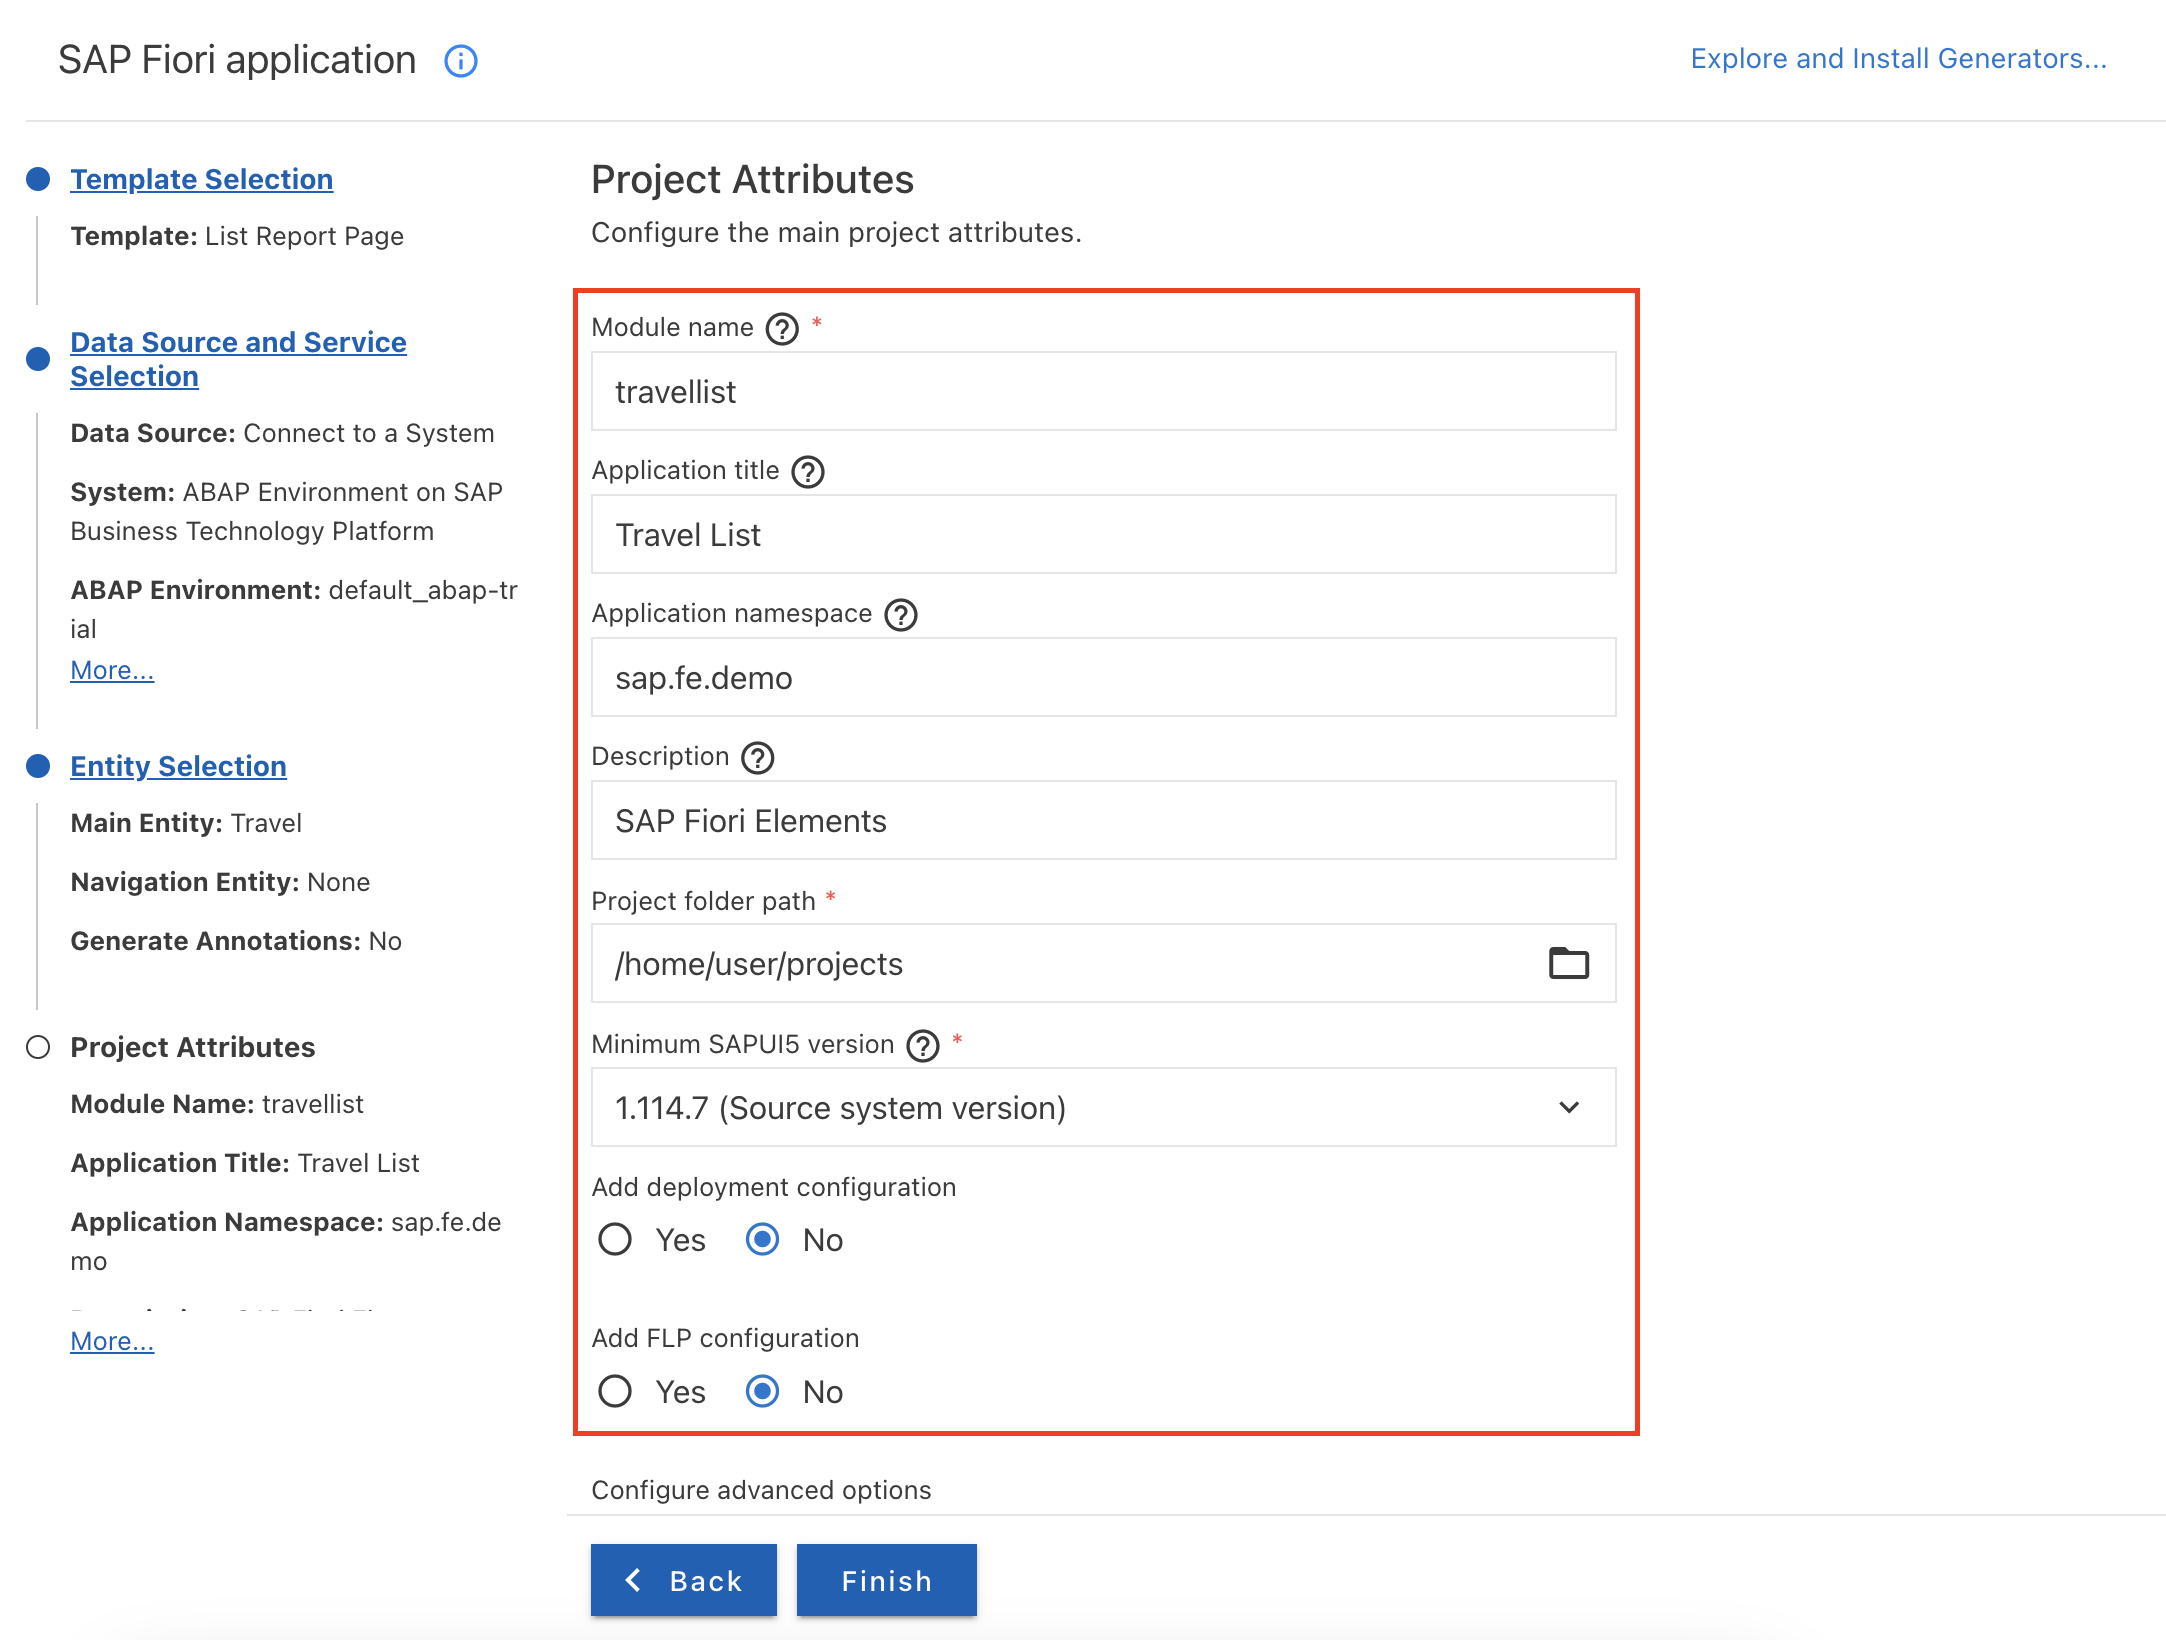 SAP Fiori application
Explore and Install Generators...
Template Selection
Template: List Report Page
Data Source and Service
Selection
Data Source: Connect to a System
System: ABAP Environment on SAP
Business Technology Platform
ABAP Environment: default_abap-tr
ial
More...
Entity Selection
Main Entity: Travel
Navigation Entity: None
Generate Annotations: No
Project Attributes
Module Name: travellist
Application Title: Travel List
Application Namespace: sap.fe.de
mo
More...
Project Attributes
Configure the main project attributes.
Module name ? *
travellist
Application title ?
Travel List
Application namespace ?
sap.fe.demo
Description ?
SAP Fiori Elements
Project folder path *
/home/user/projects
Minimum SAPUI5 version ? *
1.114.7 (Source system version)
Add deployment configuration
Yes No
Add FLP configuration
Yes No
Configure advanced options
Back Finish